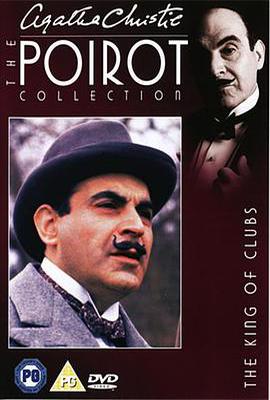 Agatha Christie
THE
POIROT
COLLECTION
THE KING OF CLUBS
PG
PG
DVD